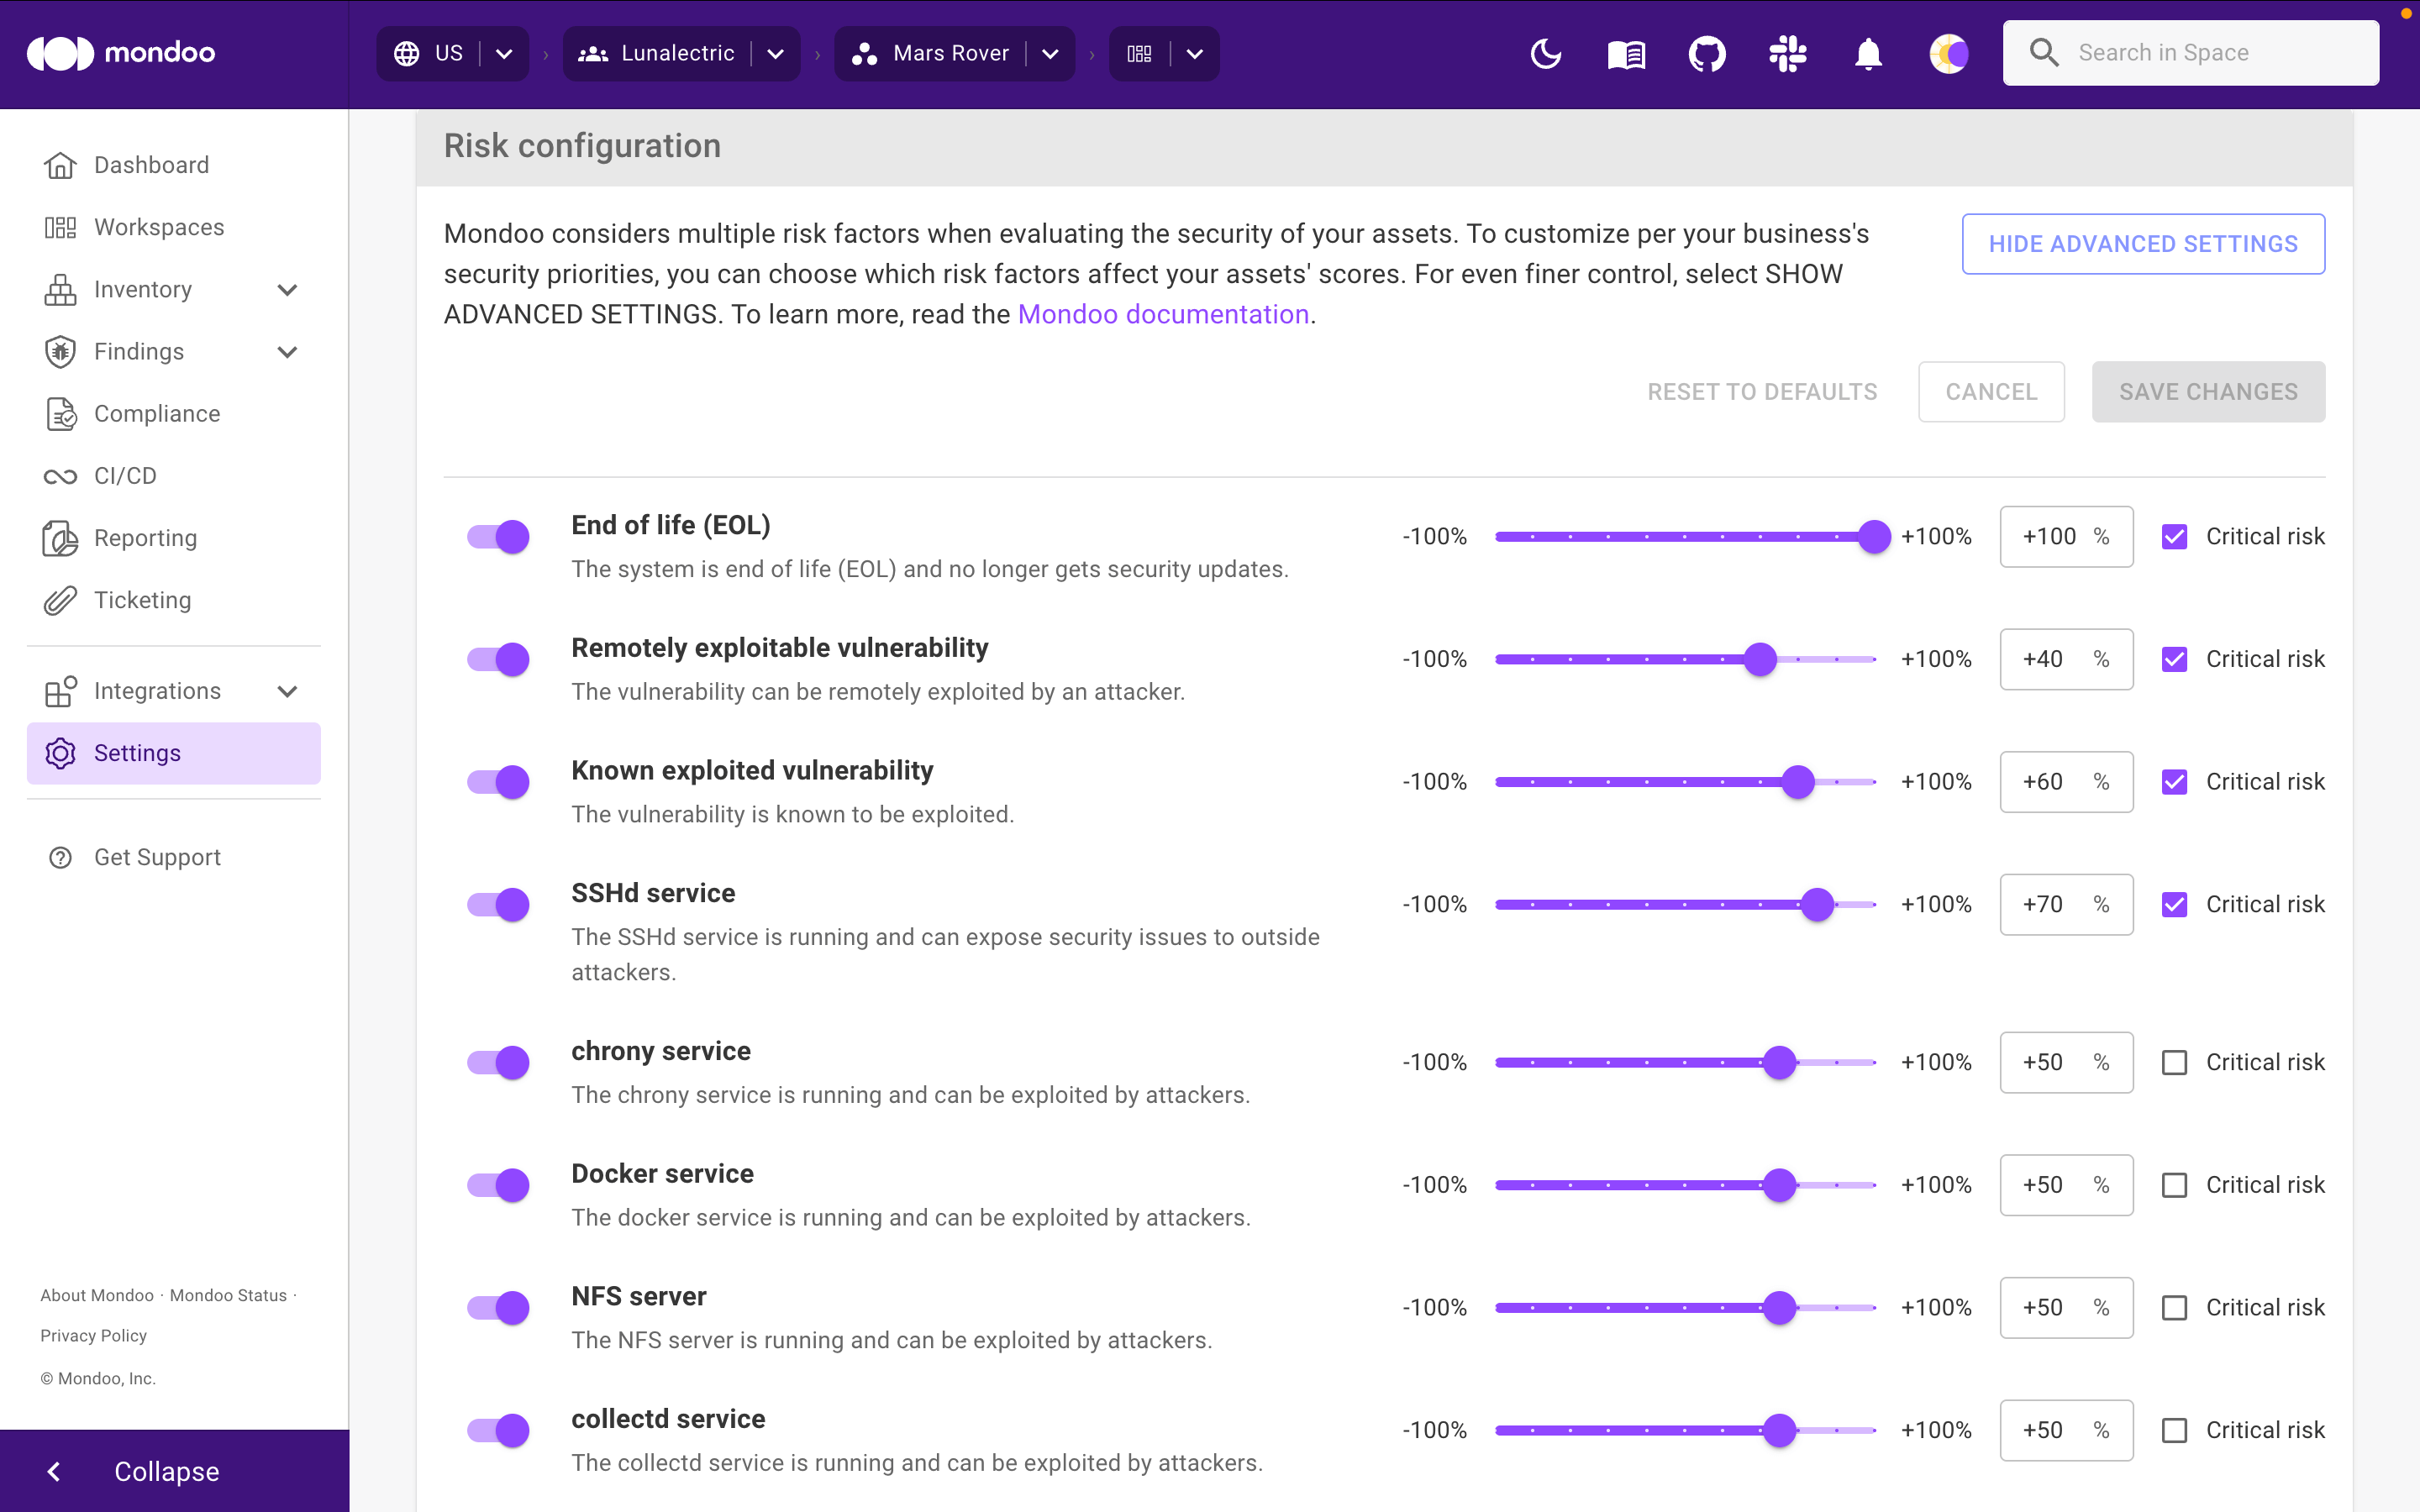 mondoo
US
Lunalectric
Mars Rover
Search in Space
Dashboard
Workspaces
Inventory
Findings
Compliance
CI/CD
Reporting
Ticketing
Integrations
Settings
Get Support
About Mondoo · Mondoo Status ·
Privacy Policy
© Mondoo, Inc.
Collapse
Risk configuration
Mondoo considers multiple risk factors when evaluating the security of your assets. To customize per your business's
security priorities, you can choose which risk factors affect your assets' scores. For even finer control, select SHOW
ADVANCED SETTINGS. To learn more, read the Mondoo documentation.
HIDE ADVANCED SETTINGS
RESET TO DEFAULTS
CANCEL
SAVE CHANGES
End of life (EOL)
The system is end of life (EOL) and no longer gets security updates.
-100% +100% +100 % Critical risk
Remotely exploitable vulnerability
The vulnerability can be remotely exploited by an attacker.
-100% +100% +40 % Critical risk
Known exploited vulnerability
The vulnerability is known to be exploited.
-100% +100% +60 % Critical risk
SSHd service
The SSHd service is running and can expose security issues to outside
attackers.
-100% +100% +70 % Critical risk
chrony service
The chrony service is running and can be exploited by attackers.
-100% +100% +50 % Critical risk
Docker service
The docker service is running and can be exploited by attackers.
-100% +100% +50 % Critical risk
NFS server
The NFS server is running and can be exploited by attackers.
-100% +100% +50 % Critical risk
collectd service
The collectd service is running and can be exploited by attackers.
-100% +100% +50 % Critical risk